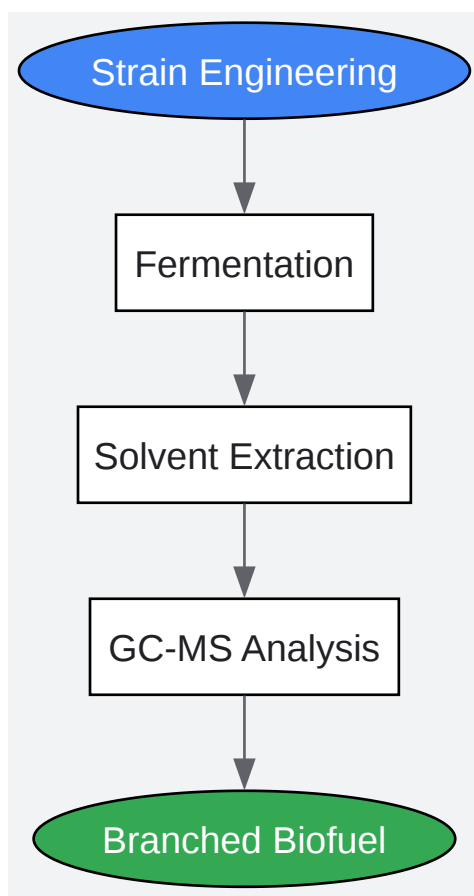 Strain Engineering
Fermentation
Solvent Extraction
GC-MS Analysis
Branched Biofuel